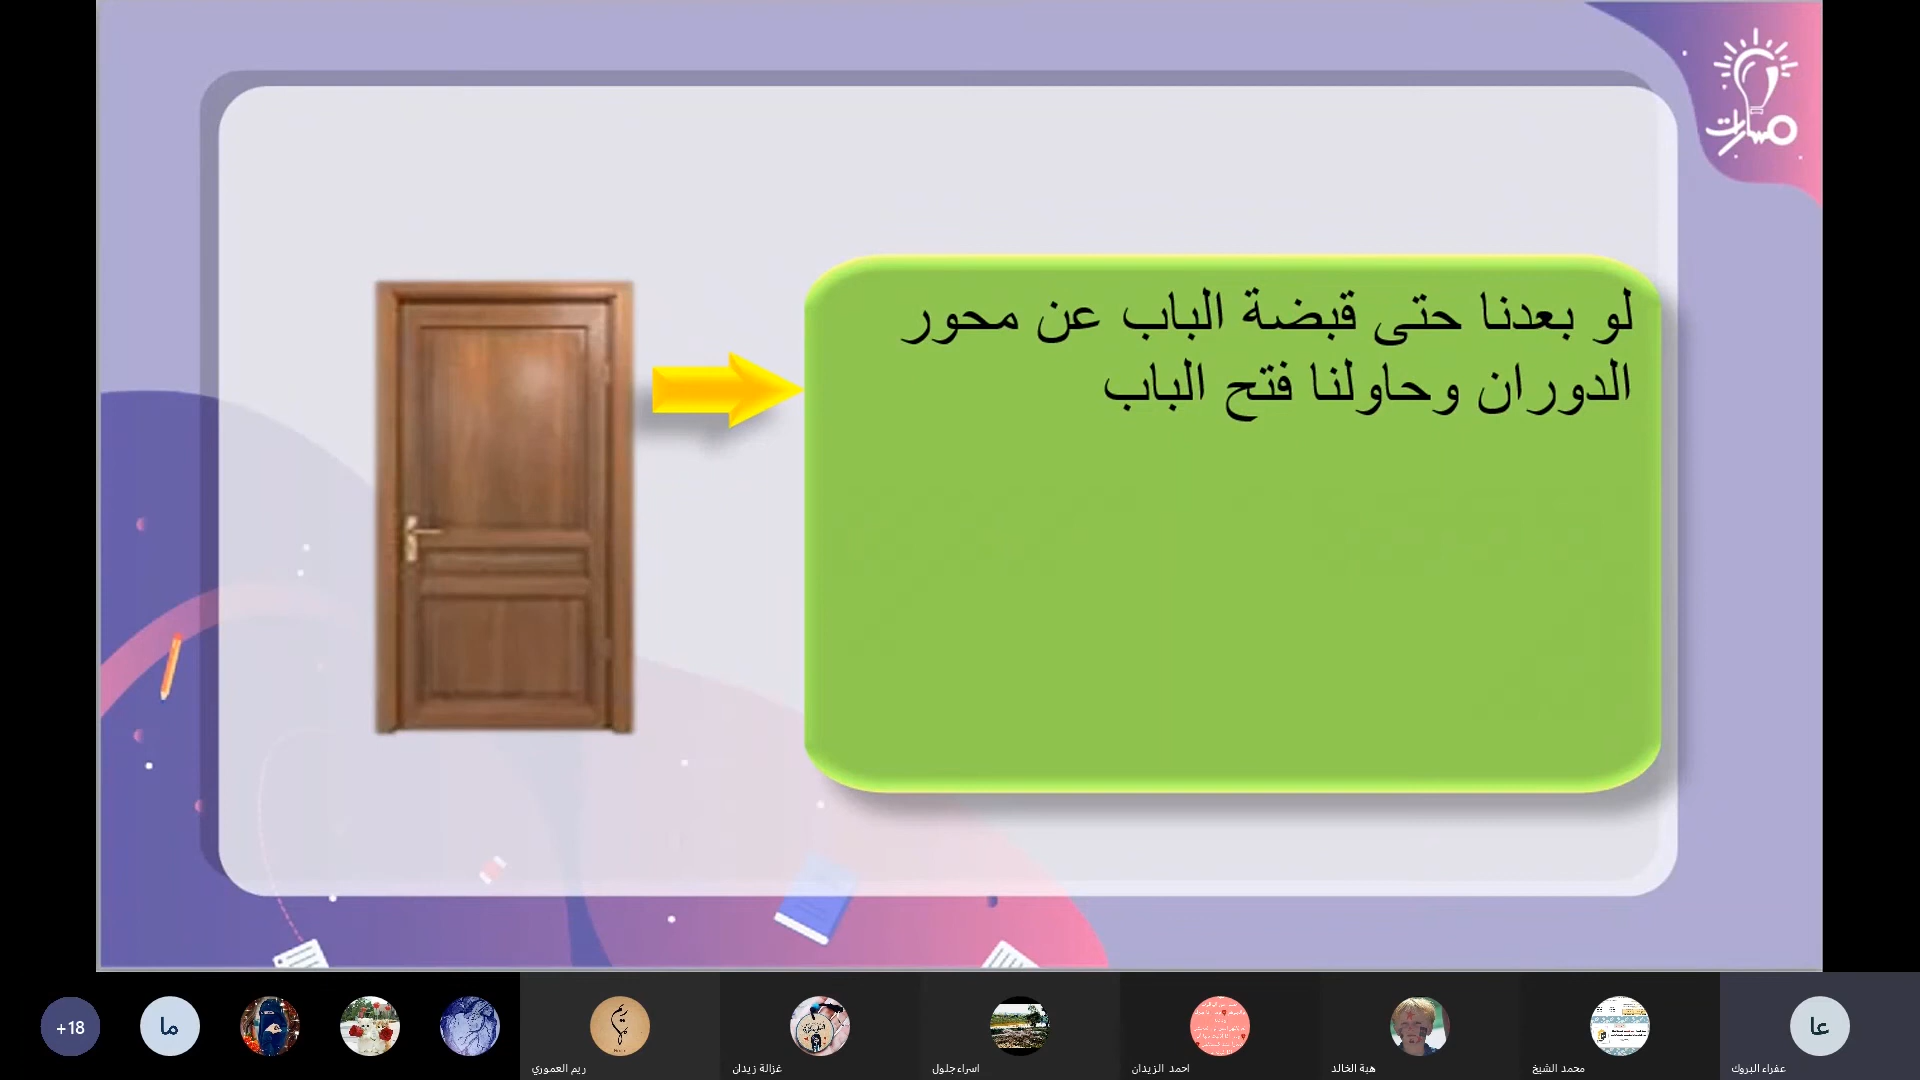 مسارات
لو بعدنا حتى قبضة الباب عن محور
الدوران وحاولنا فتح الباب
+18
ما
ريم العموري
غزالة زيدان
اسراء جلول
احمد الزيدان
هبة الخالد
محمد الشيخ
عا
عفراء البروك